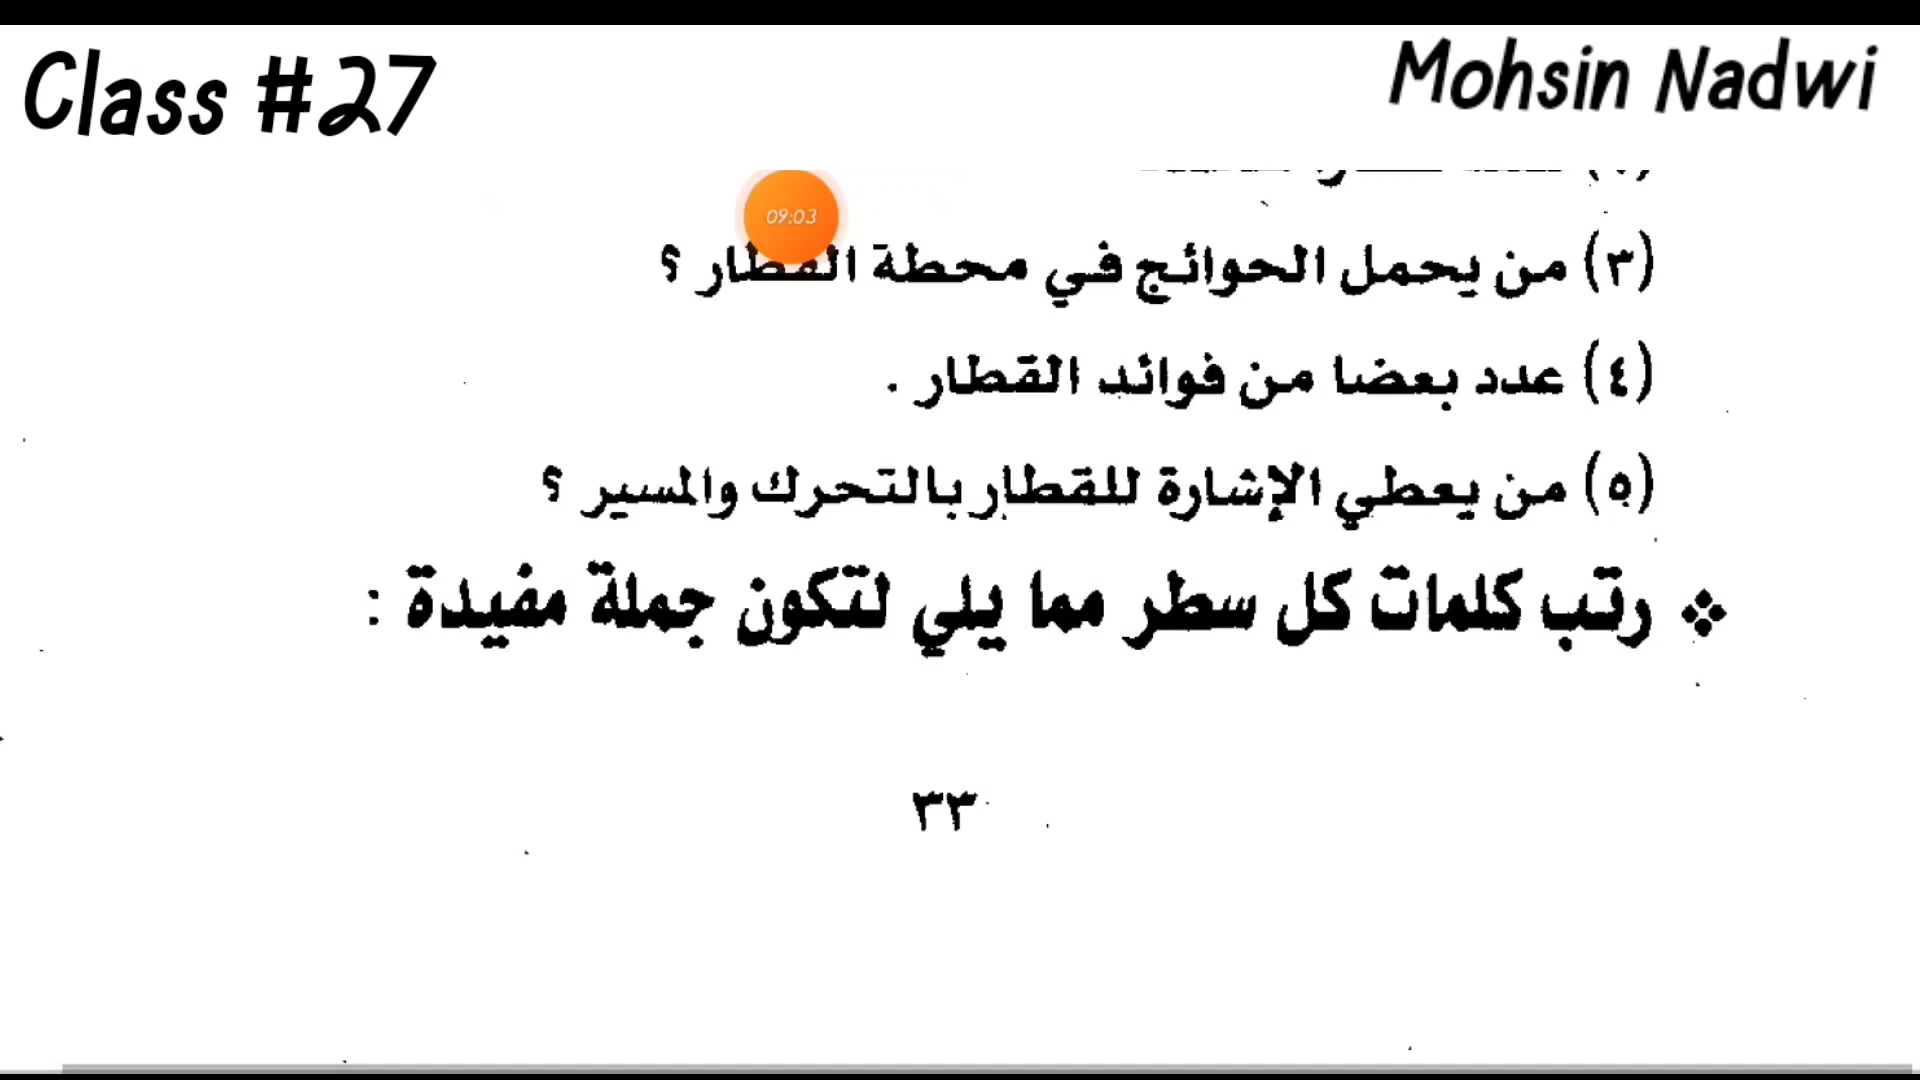 Class #27
Mohsin Nadwi
09:03
(٣) من يحمل الحوائج في محطة القطار ؟
(٤) عدد بعضا من فوائد القطار .
(٥) من يعطي الإشارة للقطار بالتحرك والمسير ؟
❖ رتب كلمات كل سطر مما يلي لتكون جملة مفيدة :
٣٣